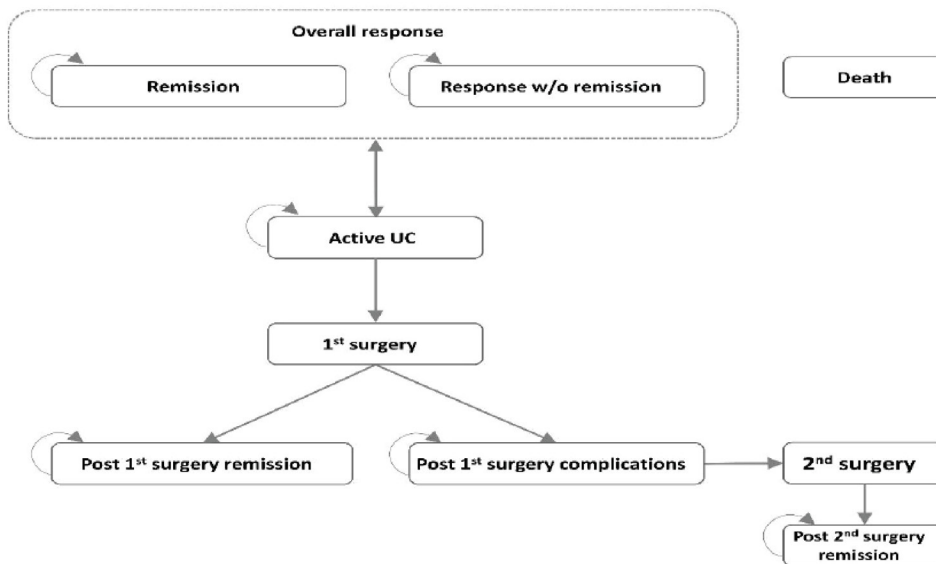 Overall response
Remission
Response w/o remission
Death
Active UC
1st surgery
Post 1st surgery remission
Post 1st surgery complications
2nd surgery
Post 2nd surgery
remission